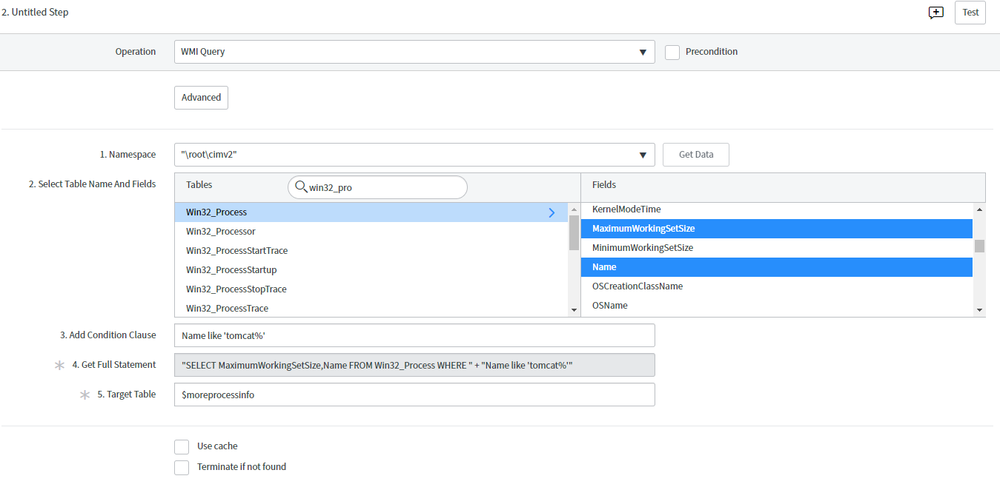 2. Untitled Step
Test
Operation
WMI Query
Precondition
Advanced
1. Namespace
"\root\cimv2"
Get Data
2. Select Table Name And Fields
Tables
win32_pro
Fields
Win32_Process
Win32_Processor
Win32_ProcessStartTrace
Win32_ProcessStartup
Win32_ProcessStopTrace
Win32_ProcessTrace
KernelModeTime
MaximumWorkingSetSize
MinimumWorkingSetSize
Name
OSCreationClassName
OSName
3. Add Condition Clause
Name like 'tomcat%'
4. Get Full Statement
"SELECT MaximumWorkingSetSize,Name FROM Win32_Process WHERE " + "Name like 'tomcat%'"
5. Target Table
$moreprocessinfo
Use cache
Terminate if not found